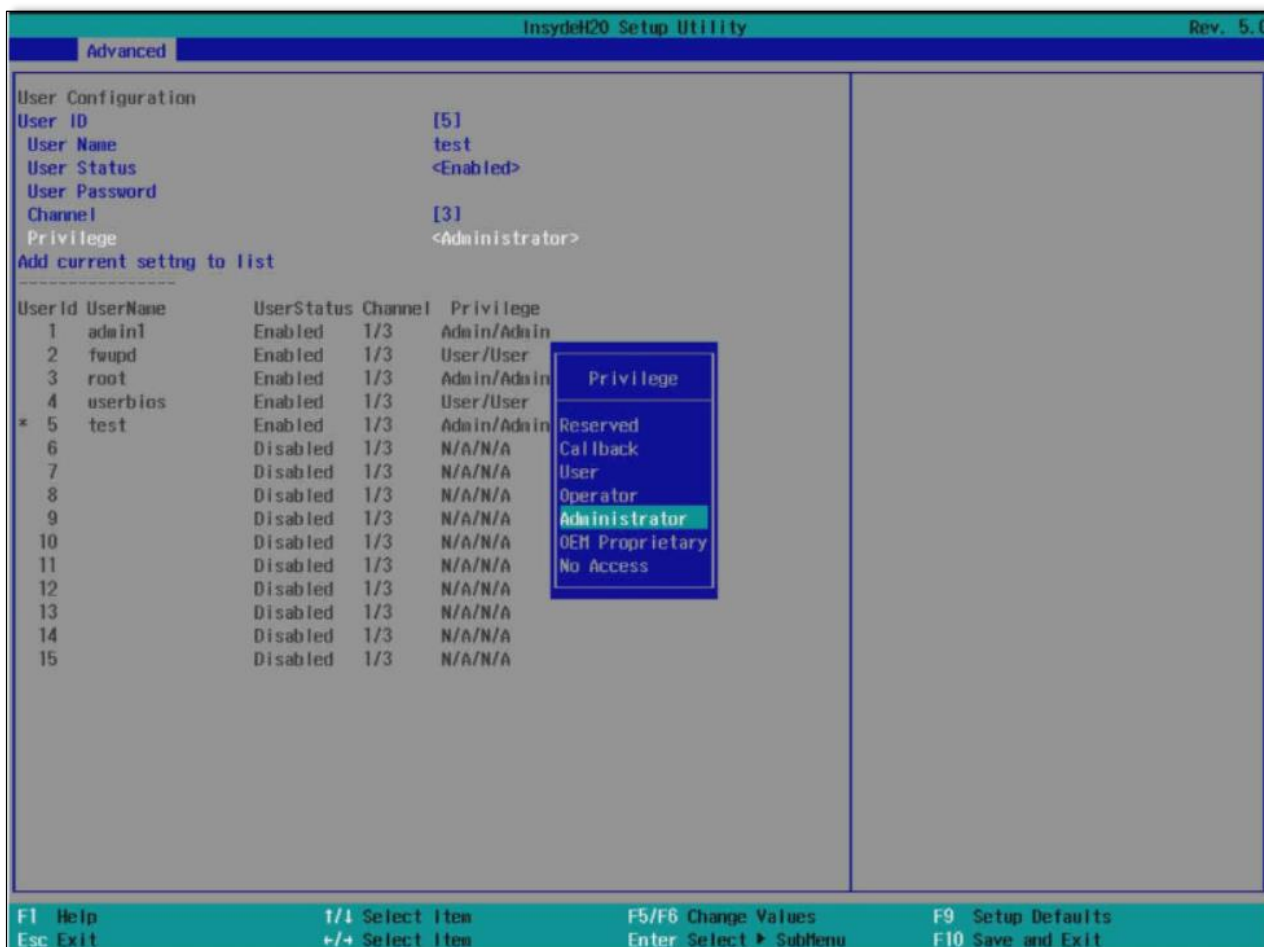 InsydeH20 Setup Utility Rev. 5.0
Advanced
User Configuration
User ID [5]
User Name test
User Status <Enabled>
User Password
Channel [3]
Privilege <Administrator>
Add current settng to list
----------------
UserId UserName UserStatus Channel Privilege
1 admin1 Enabled 1/3 Admin/Admin
2 fwupd Enabled 1/3 User/User
3 root Enabled 1/3 Admin/Admin
4 userbios Enabled 1/3 User/User
* 5 test Enabled 1/3 Admin/Admin
6 Disabled 1/3 N/A/N/A
7 Disabled 1/3 N/A/N/A
8 Disabled 1/3 N/A/N/A
9 Disabled 1/3 N/A/N/A
10 Disabled 1/3 N/A/N/A
11 Disabled 1/3 N/A/N/A
12 Disabled 1/3 N/A/N/A
13 Disabled 1/3 N/A/N/A
14 Disabled 1/3 N/A/N/A
15 Disabled 1/3 N/A/N/A
Privilege
Reserved
Callback
User
Operator
Administrator
OEM Proprietary
No Access
F1 Help ↑/↓ Select Item F5/F6 Change Values F9 Setup Defaults
Esc Exit ←/→ Select Item Enter Select ▶ SubMenu F10 Save and Exit